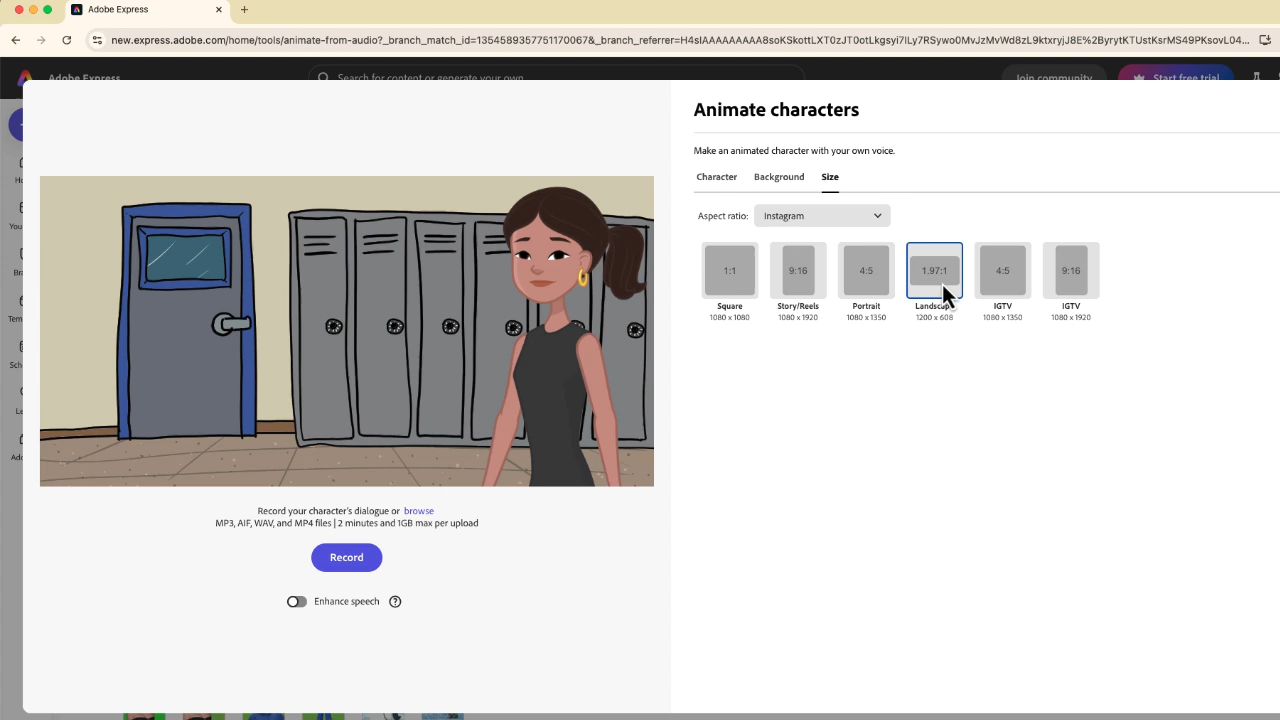 Adobe Express
new.express.adobe.com/home/tools/animate-from-audio?_branch_match_id=1354589357751170067&_branch_referrer=H4sIAAAAAAAAA8soKSkottLXT0zJT0otLkgsyi7ILy7RSywo0MvJzMvWd8zL9ktxryjJ8E%2ByrytKTUstKsrMS49PKsovL04...
Adobe Express
Search for content or generate your own
Join community
Start free trial
Animate characters
Make an animated character with your own voice.
Character Background Size
Aspect ratio: Instagram
1:1 9:16 4:5 1.97:1 4:5 9:16
Square Story/Reels Portrait IGTV IGTV
1080 x 1080 1080 x 1920 1080 x 1350 1200 x 608 1080 x 1350 1080 x 1920
Record your character's dialogue or browse
MP3, AIF, WAV, and MP4 files | 2 minutes and 1GB max per upload
Record
Enhance speech ?